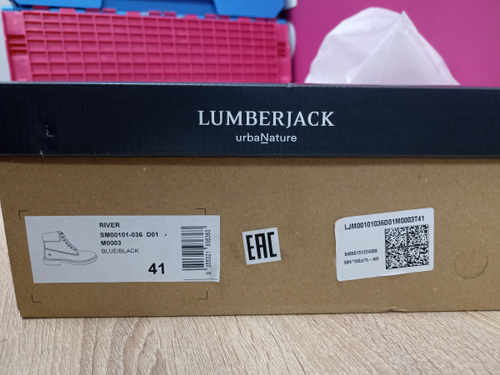 LUMBERJACK
urbaNature
RIVER
SM00101-036 D01 -
M0003
BLUE/BLACK
41
EAC
LJM00101036D01M0003T41